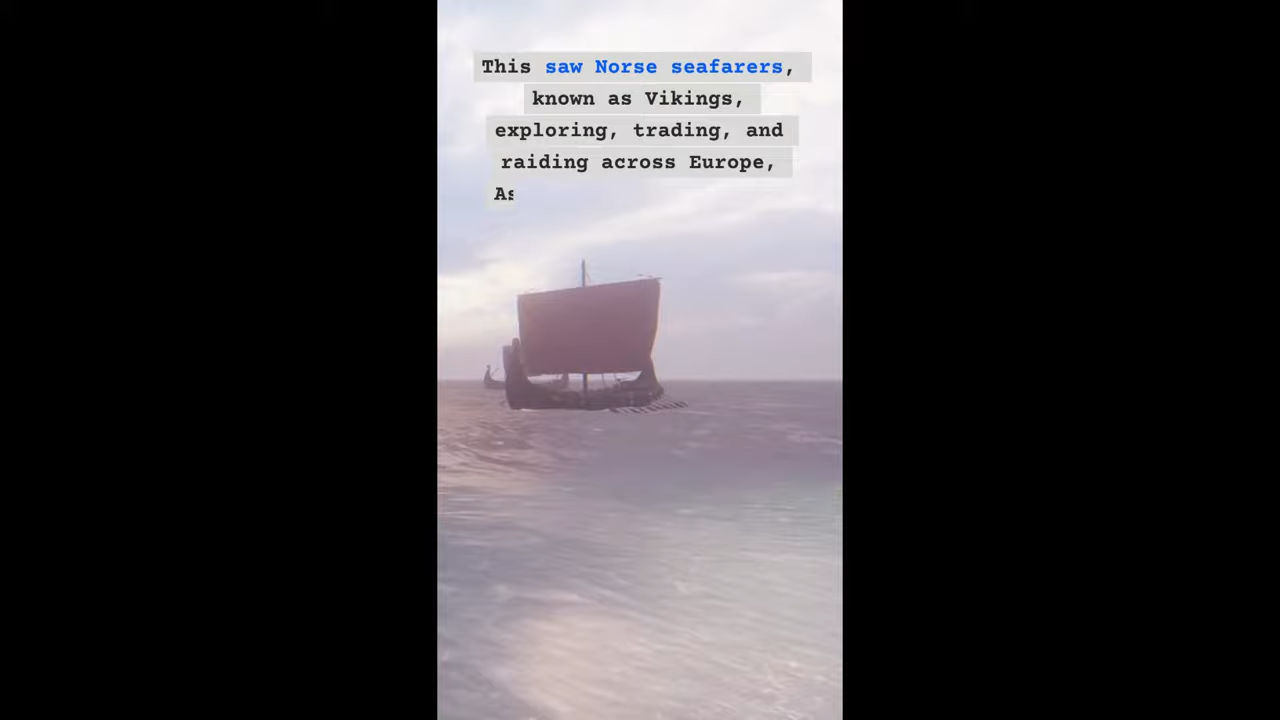 This saw Norse seafarers,
known as Vikings,
exploring, trading, and
raiding across Europe,
As